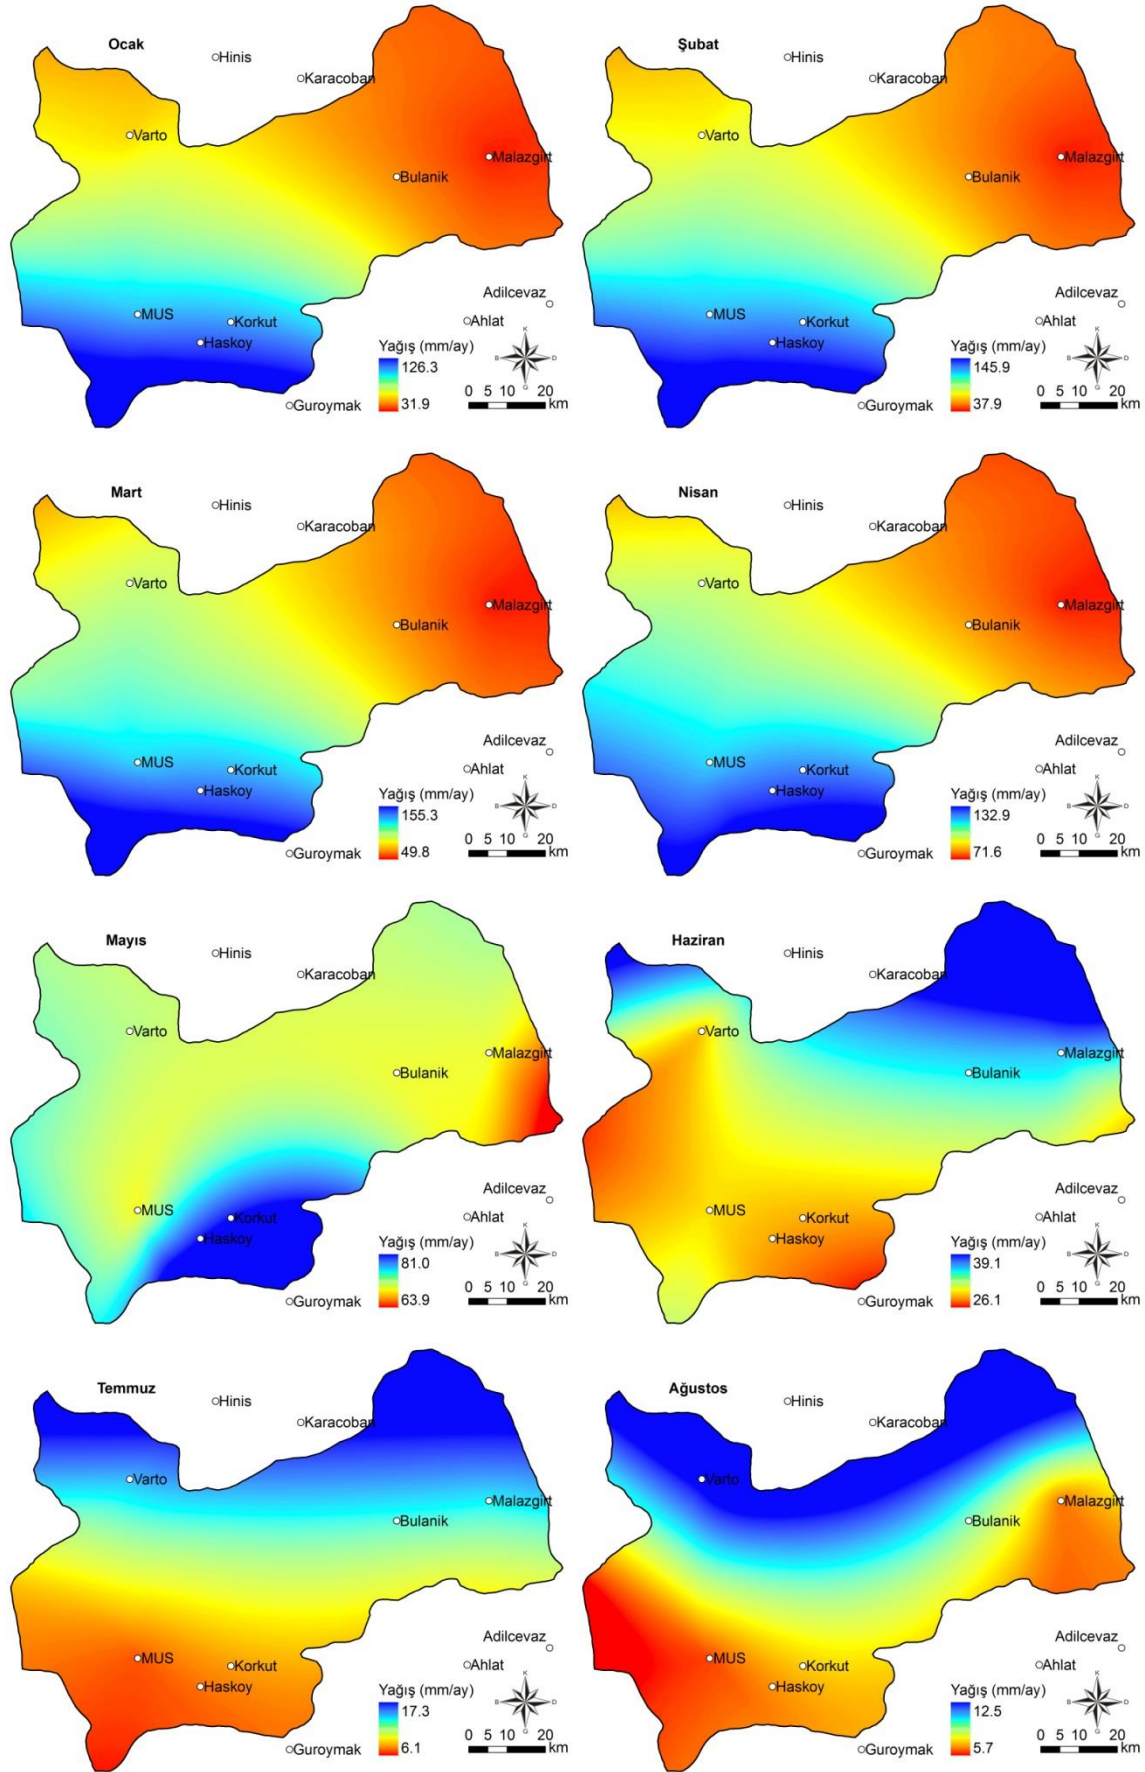 Ocak
Hinis
Karacoban
Varto
Malazgirt
Bulanik
Adilcevaz
MUS
Korkut
Ahlat
Haskoy
Yağış (mm/ay)
126.3
31.9
K
B
D
G
0 5 10 20
km
Guroymak
Şubat
Hinis
Karacoban
Varto
Malazgirt
Bulanik
Adilcevaz
MUS
Korkut
Ahlat
Haskoy
Yağış (mm/ay)
145.9
37.9
K
B
D
G
0 5 10 20
km
Guroymak
Mart
Hinis
Karacoban
Varto
Malazgirt
Bulanik
Adilcevaz
MUS
Korkut
Ahlat
Haskoy
Yağış (mm/ay)
155.3
49.8
K
B
D
G
0 5 10 20
km
Guroymak
Nisan
Hinis
Karacoban
Varto
Malazgirt
Bulanik
Adilcevaz
MUS
Korkut
Ahlat
Haskoy
Yağış (mm/ay)
132.9
71.6
K
B
D
G
0 5 10 20
km
Guroymak
Mayıs
Hinis
Karacoban
Varto
Malazgirt
Bulanik
Adilcevaz
MUS
Korkut
Ahlat
Haskoy
Yağış (mm/ay)
81.0
63.9
K
B
D
G
0 5 10 20
km
Guroymak
Haziran
Hinis
Karacoban
Varto
Malazgirt
Bulanik
Adilcevaz
MUS
Korkut
Ahlat
Haskoy
Yağış (mm/ay)
39.1
26.1
K
B
D
G
0 5 10 20
km
Guroymak
Temmuz
Hinis
Karacoban
Varto
Malazgirt
Bulanik
Adilcevaz
MUS
Korkut
Ahlat
Haskoy
Yağış (mm/ay)
17.3
6.1
K
B
D
G
0 5 10 20
km
Guroymak
Ağustos
Hinis
Karacoban
Varto
Malazgirt
Bulanik
Adilcevaz
MUS
Korkut
Ahlat
Haskoy
Yağış (mm/ay)
12.5
5.7
K
B
D
G
0 5 10 20
km
Guroymak